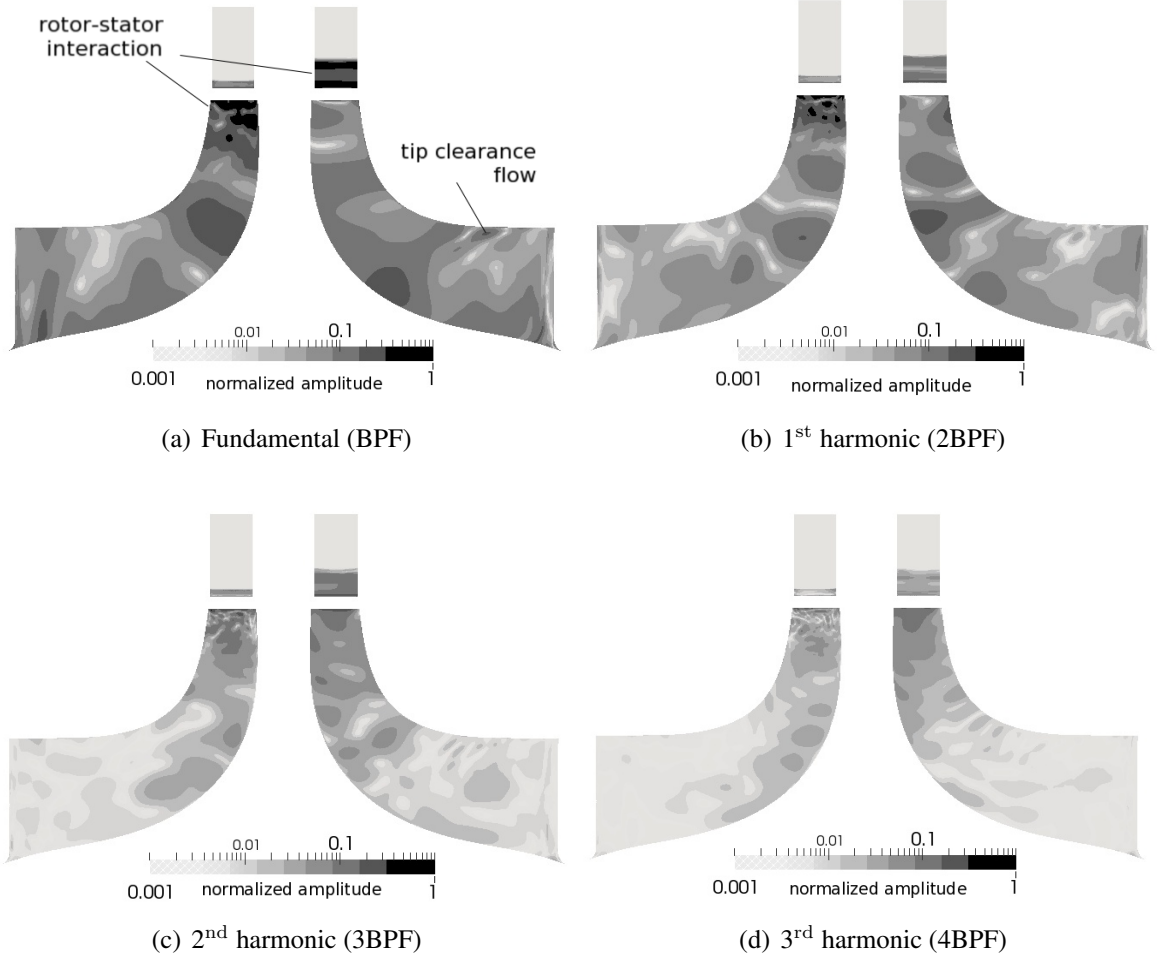 rotor-stator
interaction
tip clearance
flow
0.01 0.1
0.001 normalized amplitude 1
(a) Fundamental (BPF)
0.01 0.1
0.001 normalized amplitude 1
(b) 1st harmonic (2BPF)
0.01 0.1
0.001 normalized amplitude 1
(c) 2nd harmonic (3BPF)
0.01 0.1
0.001 normalized amplitude 1
(d) 3rd harmonic (4BPF)